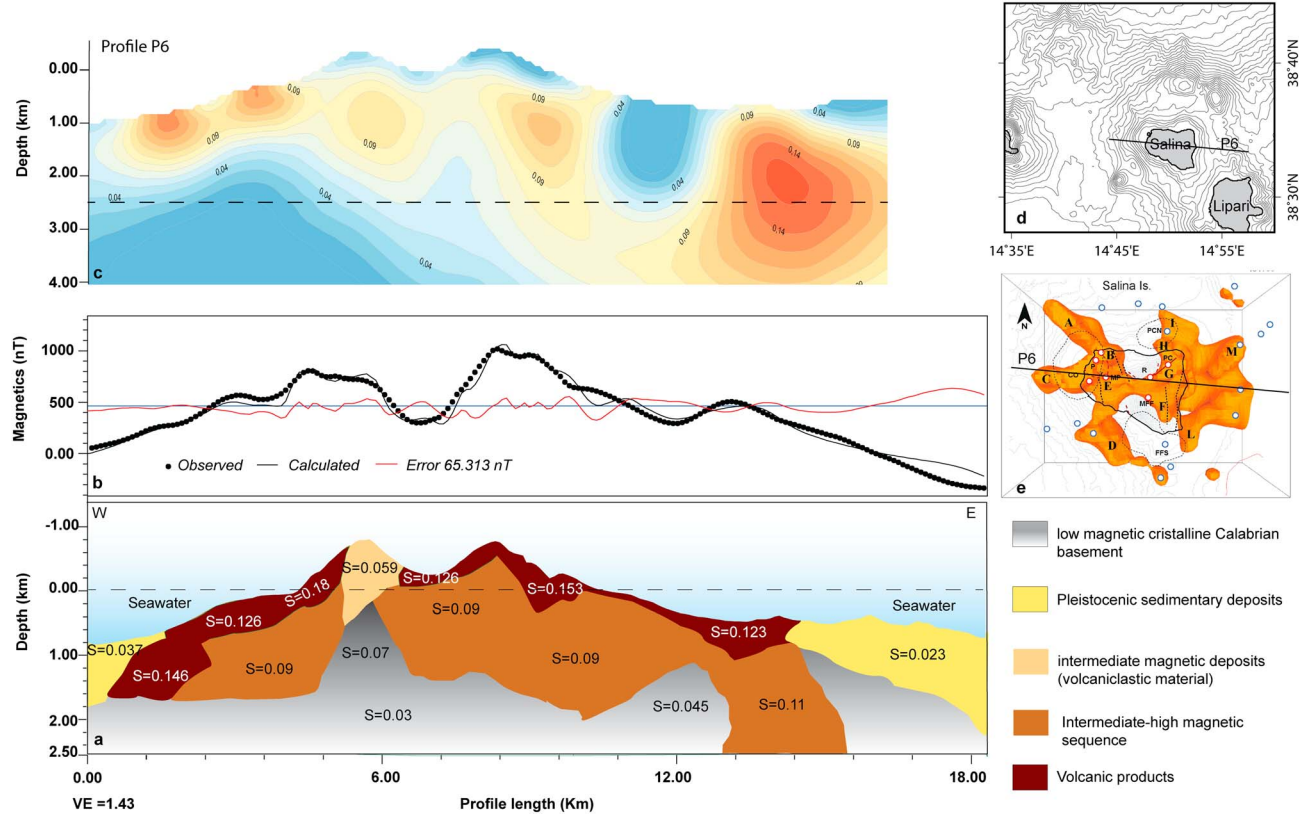 Profile P6
Depth (km)
0.00
1.00
2.00
3.00
4.00
0,09
0,09
0,09
0,04
0,04
0,04
0,04
0,09
0,09
0,04
0,04
0,09
0,09
0,14
0,14
0,09
0,09
c
Magnetics (nT)
1000
500
0.00
Observed
Calculated
Error 65.313 nT
b
W
E
Depth (km)
-1.00
0.00
1.00
2.00
2.50
Seawater
Seawater
S=0.059
S=0.18
S=0.126
S=0.126
S=0.153
S=0.037
S=0.146
S=0.09
S=0.07
S=0.09
S=0.09
S=0.123
S=0.023
S=0.03
S=0.045
S=0.11
a
0.00
6.00
12.00
18.00
VE =1.43
Profile length (Km)
Salina
P6
Lipari
d
38°40'N
38°30'N
14°35'E
14°45'E
14°55'E
Salina Is.
N
P6
A
B
C
D
E
F
G
H
I
L
M
PCN
PC
R
MPF
FFS
e
low magnetic cristalline Calabrian
basement
Pleistocenic sedimentary deposits
intermediate magnetic deposits
(volcaniclastic material)
Intermediate-high magnetic
sequence
Volcanic products